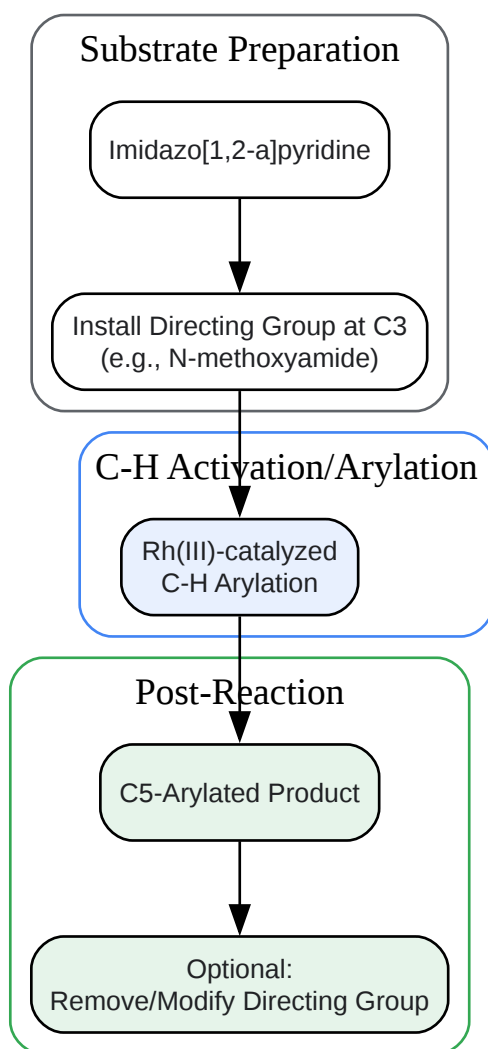 Substrate Preparation
Imidazo[1,2-a]pyridine
Install Directing Group at C3
(e.g., N-methoxyamide)
C-H Activation/Arylation
Rh(III)-catalyzed
C-H Arylation
Post-Reaction
C5-Arylated Product
Optional:
Remove/Modify Directing Group